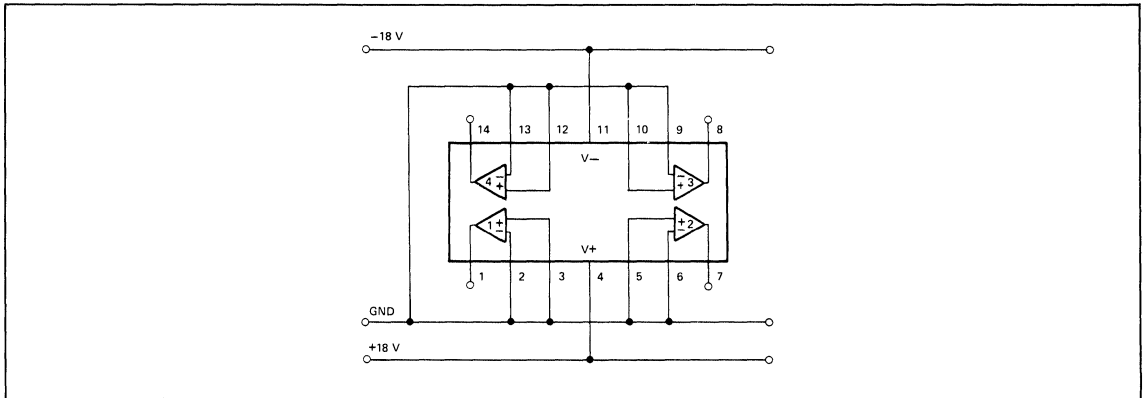 −18 V
14 13 12 11 10 9 8
V−
4 − + − + 3
1 + − + − 2
V+
1 2 3 4 5 6 7
GND
+18 V